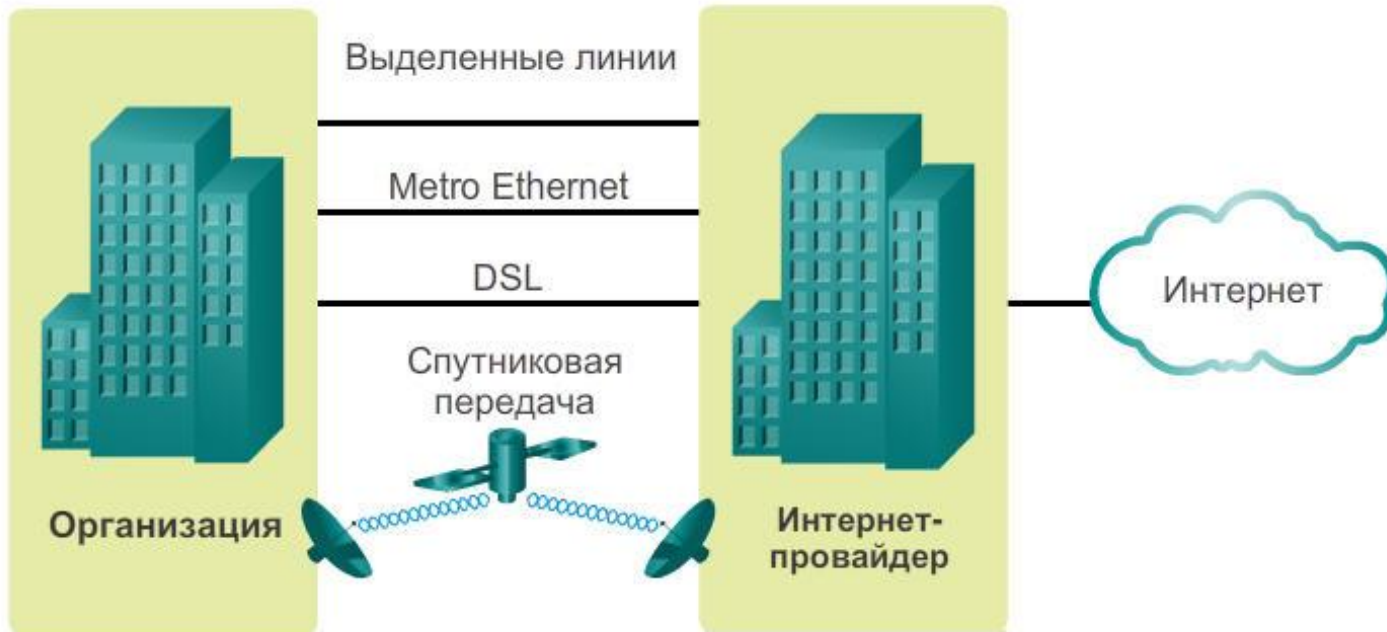 Выделенные линии
Metro Ethernet
DSL
Спутниковая
передача
Организация
Интернет-
провайдер
Интернет